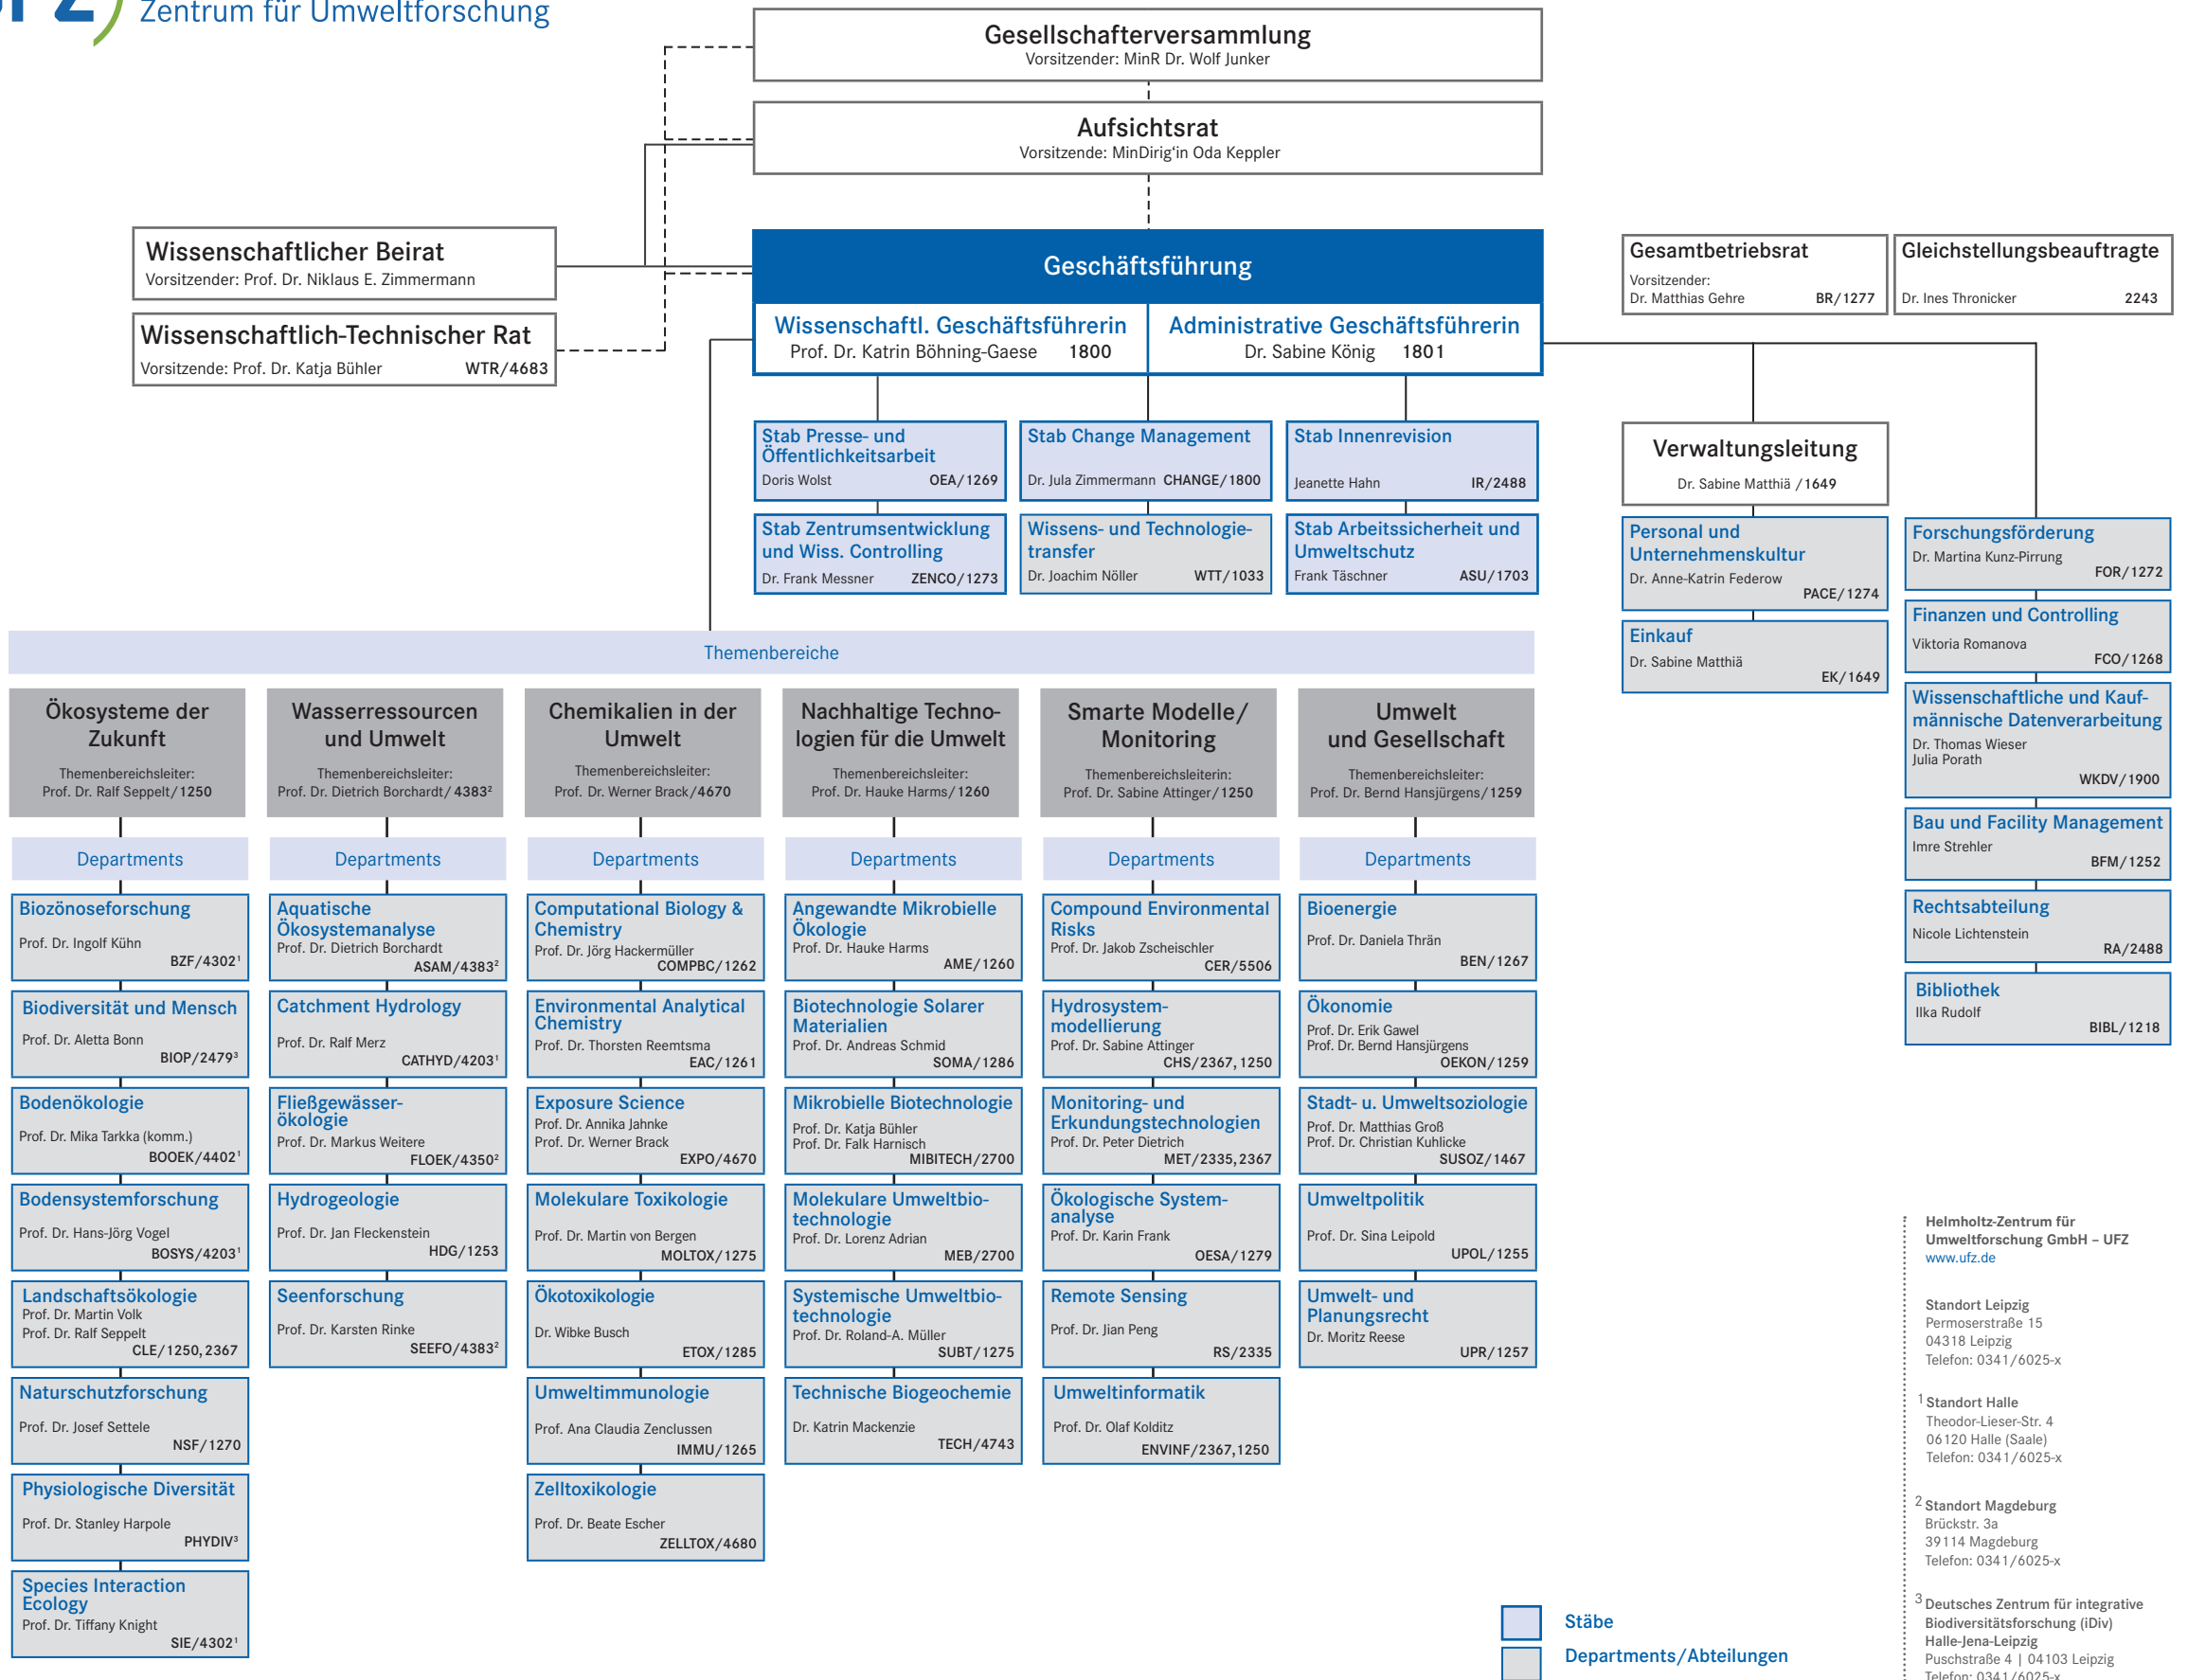 UFZ Zentrum für Umweltforschung
Gesellschafterversammlung
Vorsitzender: MinR Dr. Wolf Junker
Aufsichtsrat
Vorsitzende: MinDirig‘in Oda Keppler
Wissenschaftlicher Beirat
Vorsitzender: Prof. Dr. Niklaus E. Zimmermann
Wissenschaftlich-Technischer Rat
Vorsitzende: Prof. Dr. Katja Bühler WTR/4683
Geschäftsführung
Wissenschaftl. Geschäftsführerin
Prof. Dr. Katrin Böhning-Gaese 1800
Administrative Geschäftsführerin
Dr. Sabine König 1801
Gesamtbetriebsrat
Vorsitzender:
Dr. Matthias Gehre BR/1277
Gleichstellungsbeauftragte
Dr. Ines Thronicker 2243
Stab Presse- und
Öffentlichkeitsarbeit
Doris Wolst OEA/1269
Stab Change Management
Dr. Jula Zimmermann CHANGE/1800
Stab Innenrevision
Jeanette Hahn IR/2488
Stab Zentrumsentwicklung
und Wiss. Controlling
Dr. Frank Messner ZENCO/1273
Wissens- und Technologie-
transfer
Dr. Joachim Nöller WTT/1033
Stab Arbeitssicherheit und
Umweltschutz
Frank Täschner ASU/1703
Verwaltungsleitung
Dr. Sabine Matthiä /1649
Personal und
Unternehmenskultur
Dr. Anne-Katrin Federow
PACE/1274
Einkauf
Dr. Sabine Matthiä
EK/1649
Forschungsförderung
Dr. Martina Kunz-Pirrung
FOR/1272
Finanzen und Controlling
Viktoria Romanova
FCO/1268
Wissenschaftliche und Kauf-
männische Datenverarbeitung
Dr. Thomas Wieser
Julia Porath
WKDV/1900
Bau und Facility Management
Imre Strehler
BFM/1252
Rechtsabteilung
Nicole Lichtenstein
RA/2488
Bibliothek
Ilka Rudolf
BIBL/1218
Themenbereiche
Ökosysteme der
Zukunft
Themenbereichsleiter:
Prof. Dr. Ralf Seppelt/1250
Departments
Biozönoseforschung
Prof. Dr. Ingolf Kühn
BZF/4302¹
Biodiversität und Mensch
Prof. Dr. Aletta Bonn
BIOP/2479³
Bodenökologie
Prof. Dr. Mika Tarkka (komm.)
BOOEK/4402¹
Bodensystemforschung
Prof. Dr. Hans-Jörg Vogel
BOSYS/4203¹
Landschaftsökologie
Prof. Dr. Martin Volk
Prof. Dr. Ralf Seppelt
CLE/1250,2367
Naturschutzforschung
Prof. Dr. Josef Settele
NSF/1270
Physiologische Diversität
Prof. Dr. Stanley Harpole
PHYDIV³
Species Interaction
Ecology
Prof. Dr. Tiffany Knight
SIE/4302¹
Wasserressourcen
und Umwelt
Themenbereichsleiter:
Prof. Dr. Dietrich Borchardt/4383²
Departments
Aquatische
Ökosystemanalyse
Prof. Dr. Dietrich Borchardt
ASAM/4383²
Catchment Hydrology
Prof. Dr. Ralf Merz
CATHYD/4203¹
Fließgewässer-
ökologie
Prof. Dr. Markus Weitere
FLOEK/4350²
Hydrogeologie
Prof. Dr. Jan Fleckenstein
HDG/1253
Seenforschung
Prof. Dr. Karsten Rinke
SEEFO/4383²
Chemikalien in der
Umwelt
Themenbereichsleiter:
Prof. Dr. Werner Brack/4670
Departments
Computational Biology &
Chemistry
Prof. Dr. Jörg Hackermüller
COMPBC/1262
Environmental Analytical
Chemistry
Prof. Dr. Thorsten Reemtsma
EAC/1261
Exposure Science
Prof. Dr. Annika Jahnke
Prof. Dr. Werner Brack
EXPO/4670
Molekulare Toxikologie
Prof. Dr. Martin von Bergen
MOLTOX/1275
Ökotoxikologie
Dr. Wibke Busch
ETOX/1285
Umweltimmunologie
Prof. Ana Claudia Zenclussen
IMMU/1265
Zelltoxikologie
Prof. Dr. Beate Escher
ZELLTOX/4680
Nachhaltige Techno-
logien für die Umwelt
Themenbereichsleiter:
Prof. Dr. Hauke Harms/1260
Departments
Angewandte Mikrobielle
Ökologie
Prof. Dr. Hauke Harms
AME/1260
Biotechnologie Solarer
Materialien
Prof. Dr. Andreas Schmid
SOMA/1286
Mikrobielle Biotechnologie
Prof. Dr. Katja Bühler
Prof. Dr. Falk Harnisch
MIBITECH/2700
Molekulare Umweltbio-
technologie
Prof. Dr. Lorenz Adrian
MEB/2700
Systemische Umweltbio-
technologie
Prof. Dr. Roland-A. Müller
SUBT/1275
Technische Biogeochemie
Dr. Katrin Mackenzie
TECH/4743
Smarte Modelle/
Monitoring
Themenbereichsleiterin:
Prof. Dr. Sabine Attinger/1250
Departments
Compound Environmental
Risks
Prof. Dr. Jakob Zscheischler
CER/5506
Hydrosystem-
modellierung
Prof. Dr. Sabine Attinger
CHS/2367,1250
Monitoring- und
Erkundungstechnologien
Prof. Dr. Peter Dietrich
MET/2335,2367
Ökologische System-
analyse
Prof. Dr. Karin Frank
OESA/1279
Remote Sensing
Prof. Dr. Jian Peng
RS/2335
Umweltinformatik
Prof. Dr. Olaf Kolditz
ENVINF/2367,1250
Umwelt
und Gesellschaft
Themenbereichsleiter:
Prof. Dr. Bernd Hansjürgens/1259
Departments
Bioenergie
Prof. Dr. Daniela Thrän
BEN/1267
Ökonomie
Prof. Dr. Erik Gawel
Prof. Dr. Bernd Hansjürgens
OEKON/1259
Stadt- u. Umweltsoziologie
Prof. Dr. Matthias Groß
Prof. Dr. Christian Kuhlicke
SUSOZ/1467
Umweltpolitik
Prof. Dr. Sina Leipold
UPOL/1255
Umwelt- und
Planungsrecht
Dr. Moritz Reese
UPR/1257
Stäbe
Departments/Abteilungen
Helmholtz-Zentrum für
Umweltforschung GmbH – UFZ
www.ufz.de
Standort Leipzig
Permoserstraße 15
04318 Leipzig
Telefon: 0341/6025-x
1 Standort Halle
Theodor-Lieser-Str. 4
06120 Halle (Saale)
Telefon: 0341/6025-x
2 Standort Magdeburg
Brückstr. 3a
39114 Magdeburg
Telefon: 0341/6025-x
3 Deutsches Zentrum für integrative
Biodiversitätsforschung (iDiv)
Halle-Jena-Leipzig
Puschstraße 4 | 04103 Leipzig
Telefon: 0341/6025-x